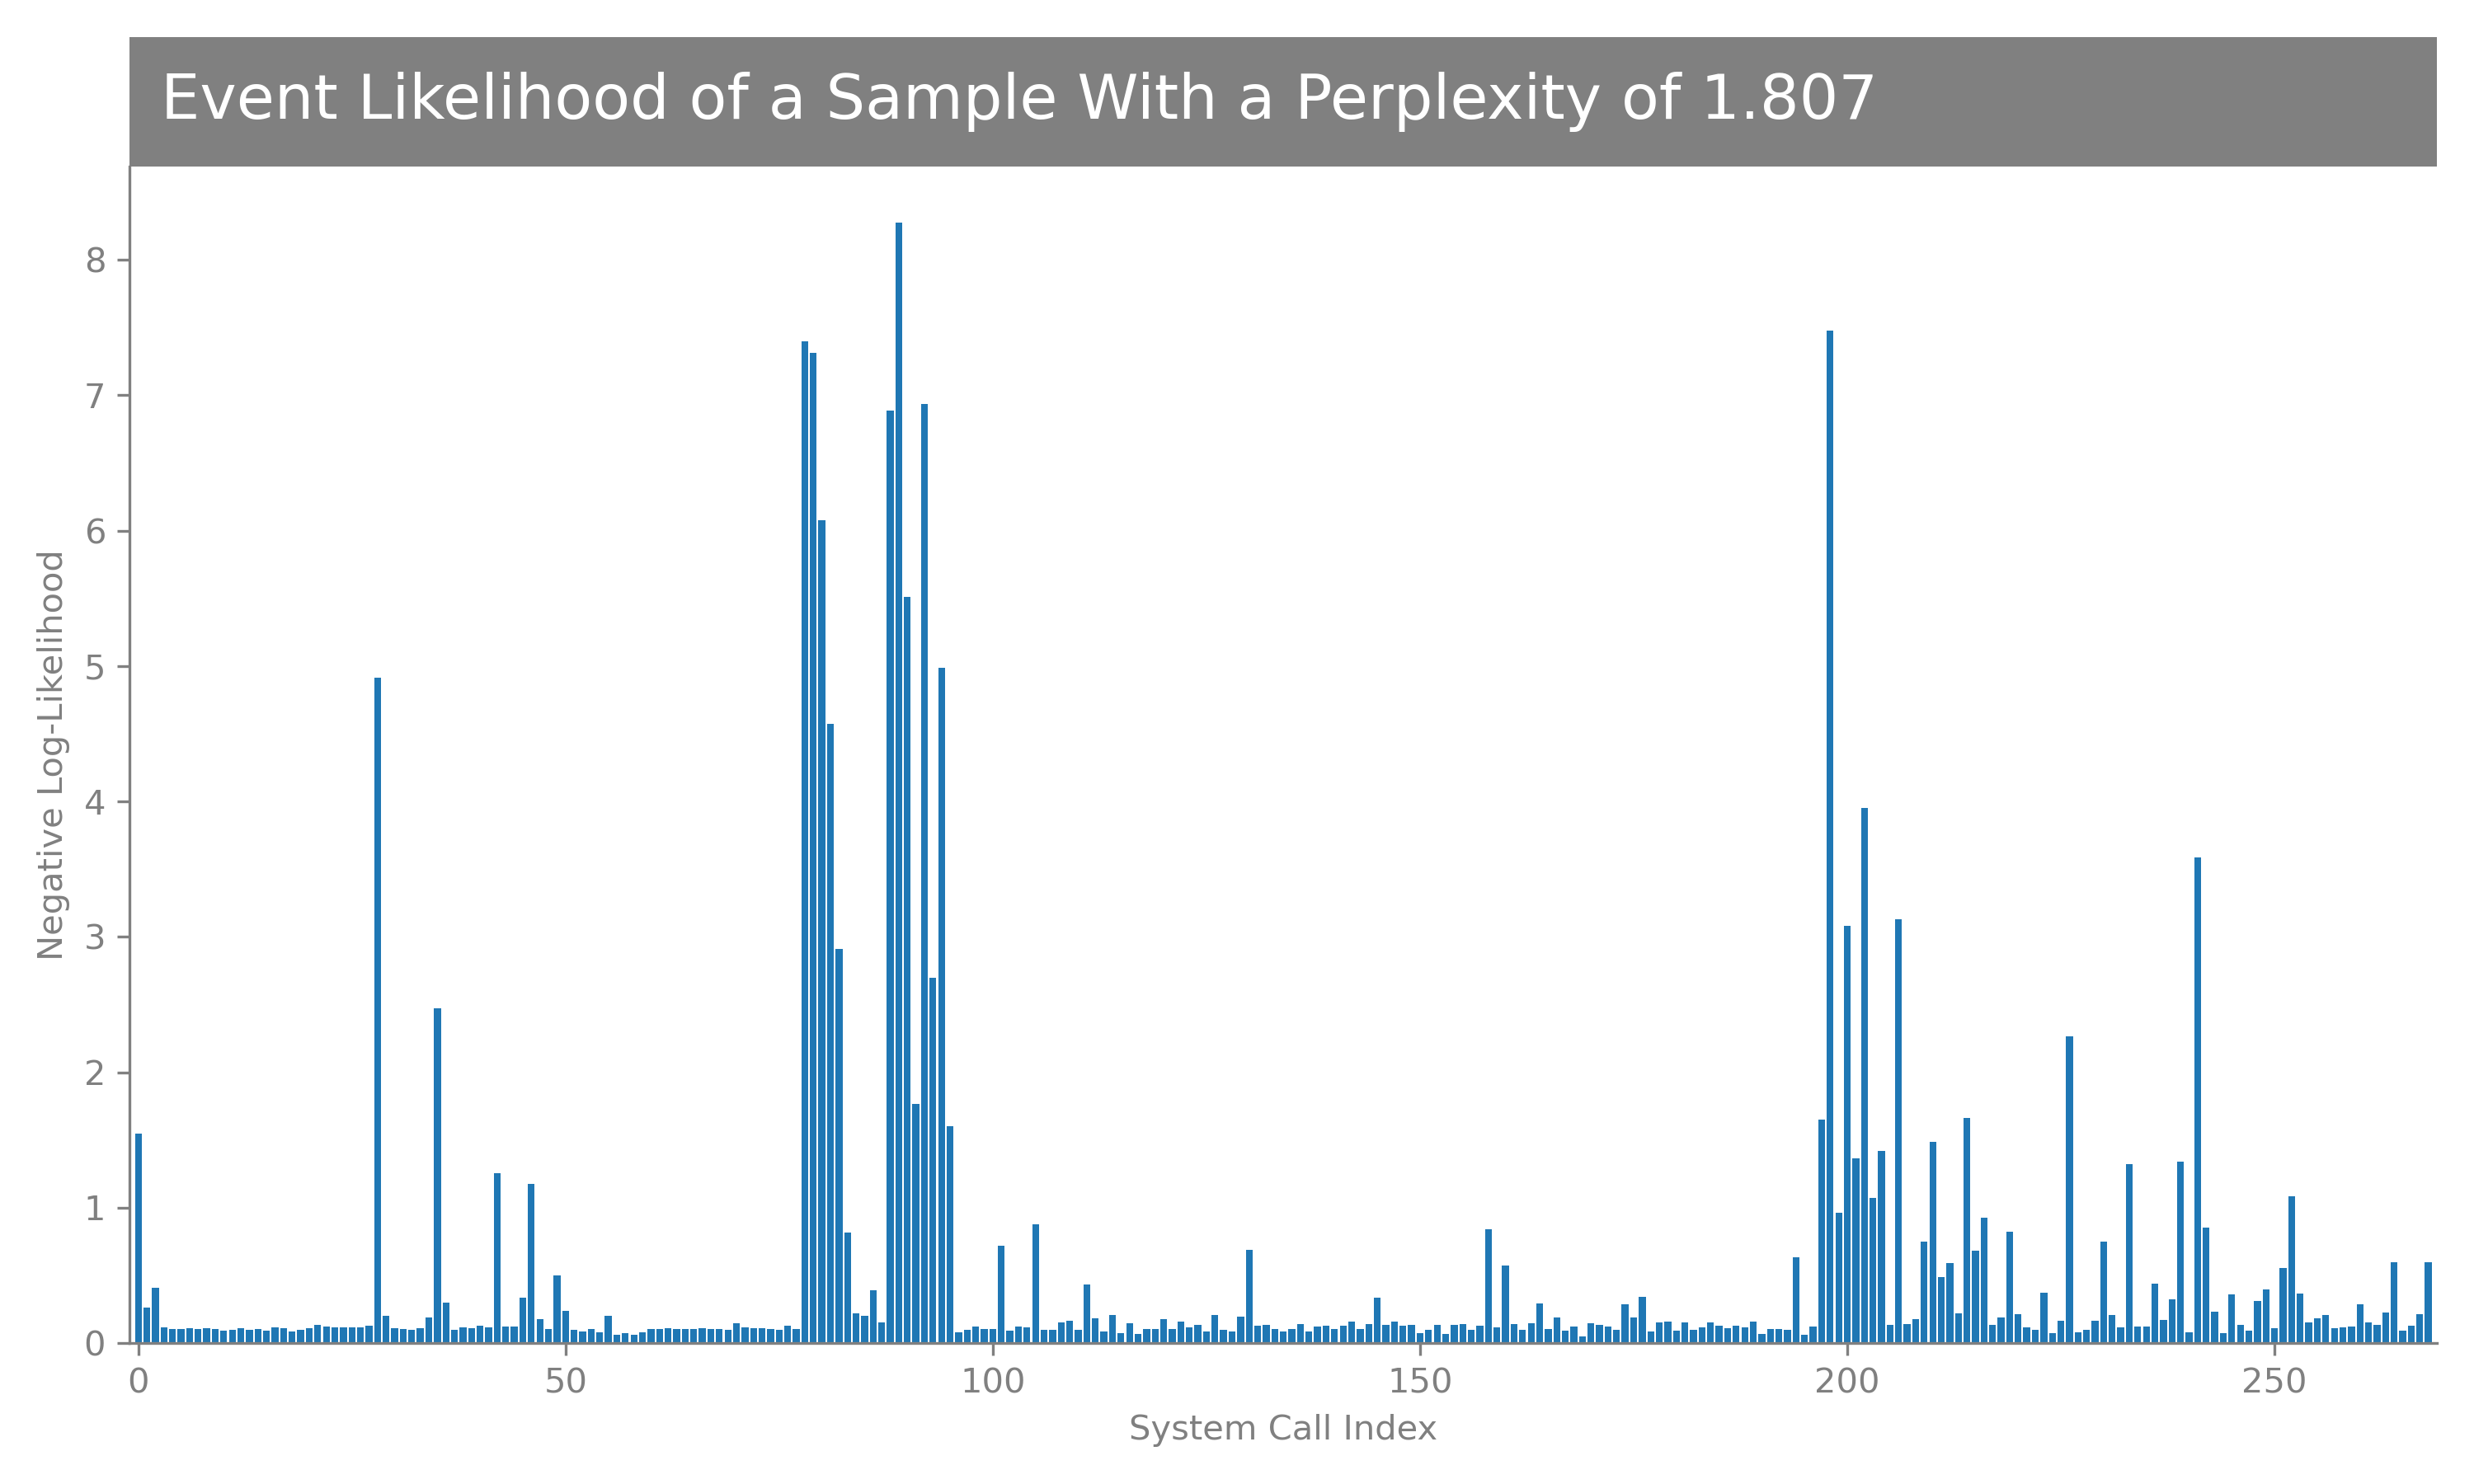 Event Likelihood of a Sample With a Perplexity of 1.807
8
7
6
5
4
3
2
1
0
Negative Log-Likelihood
0 50 100 150 200 250
System Call Index